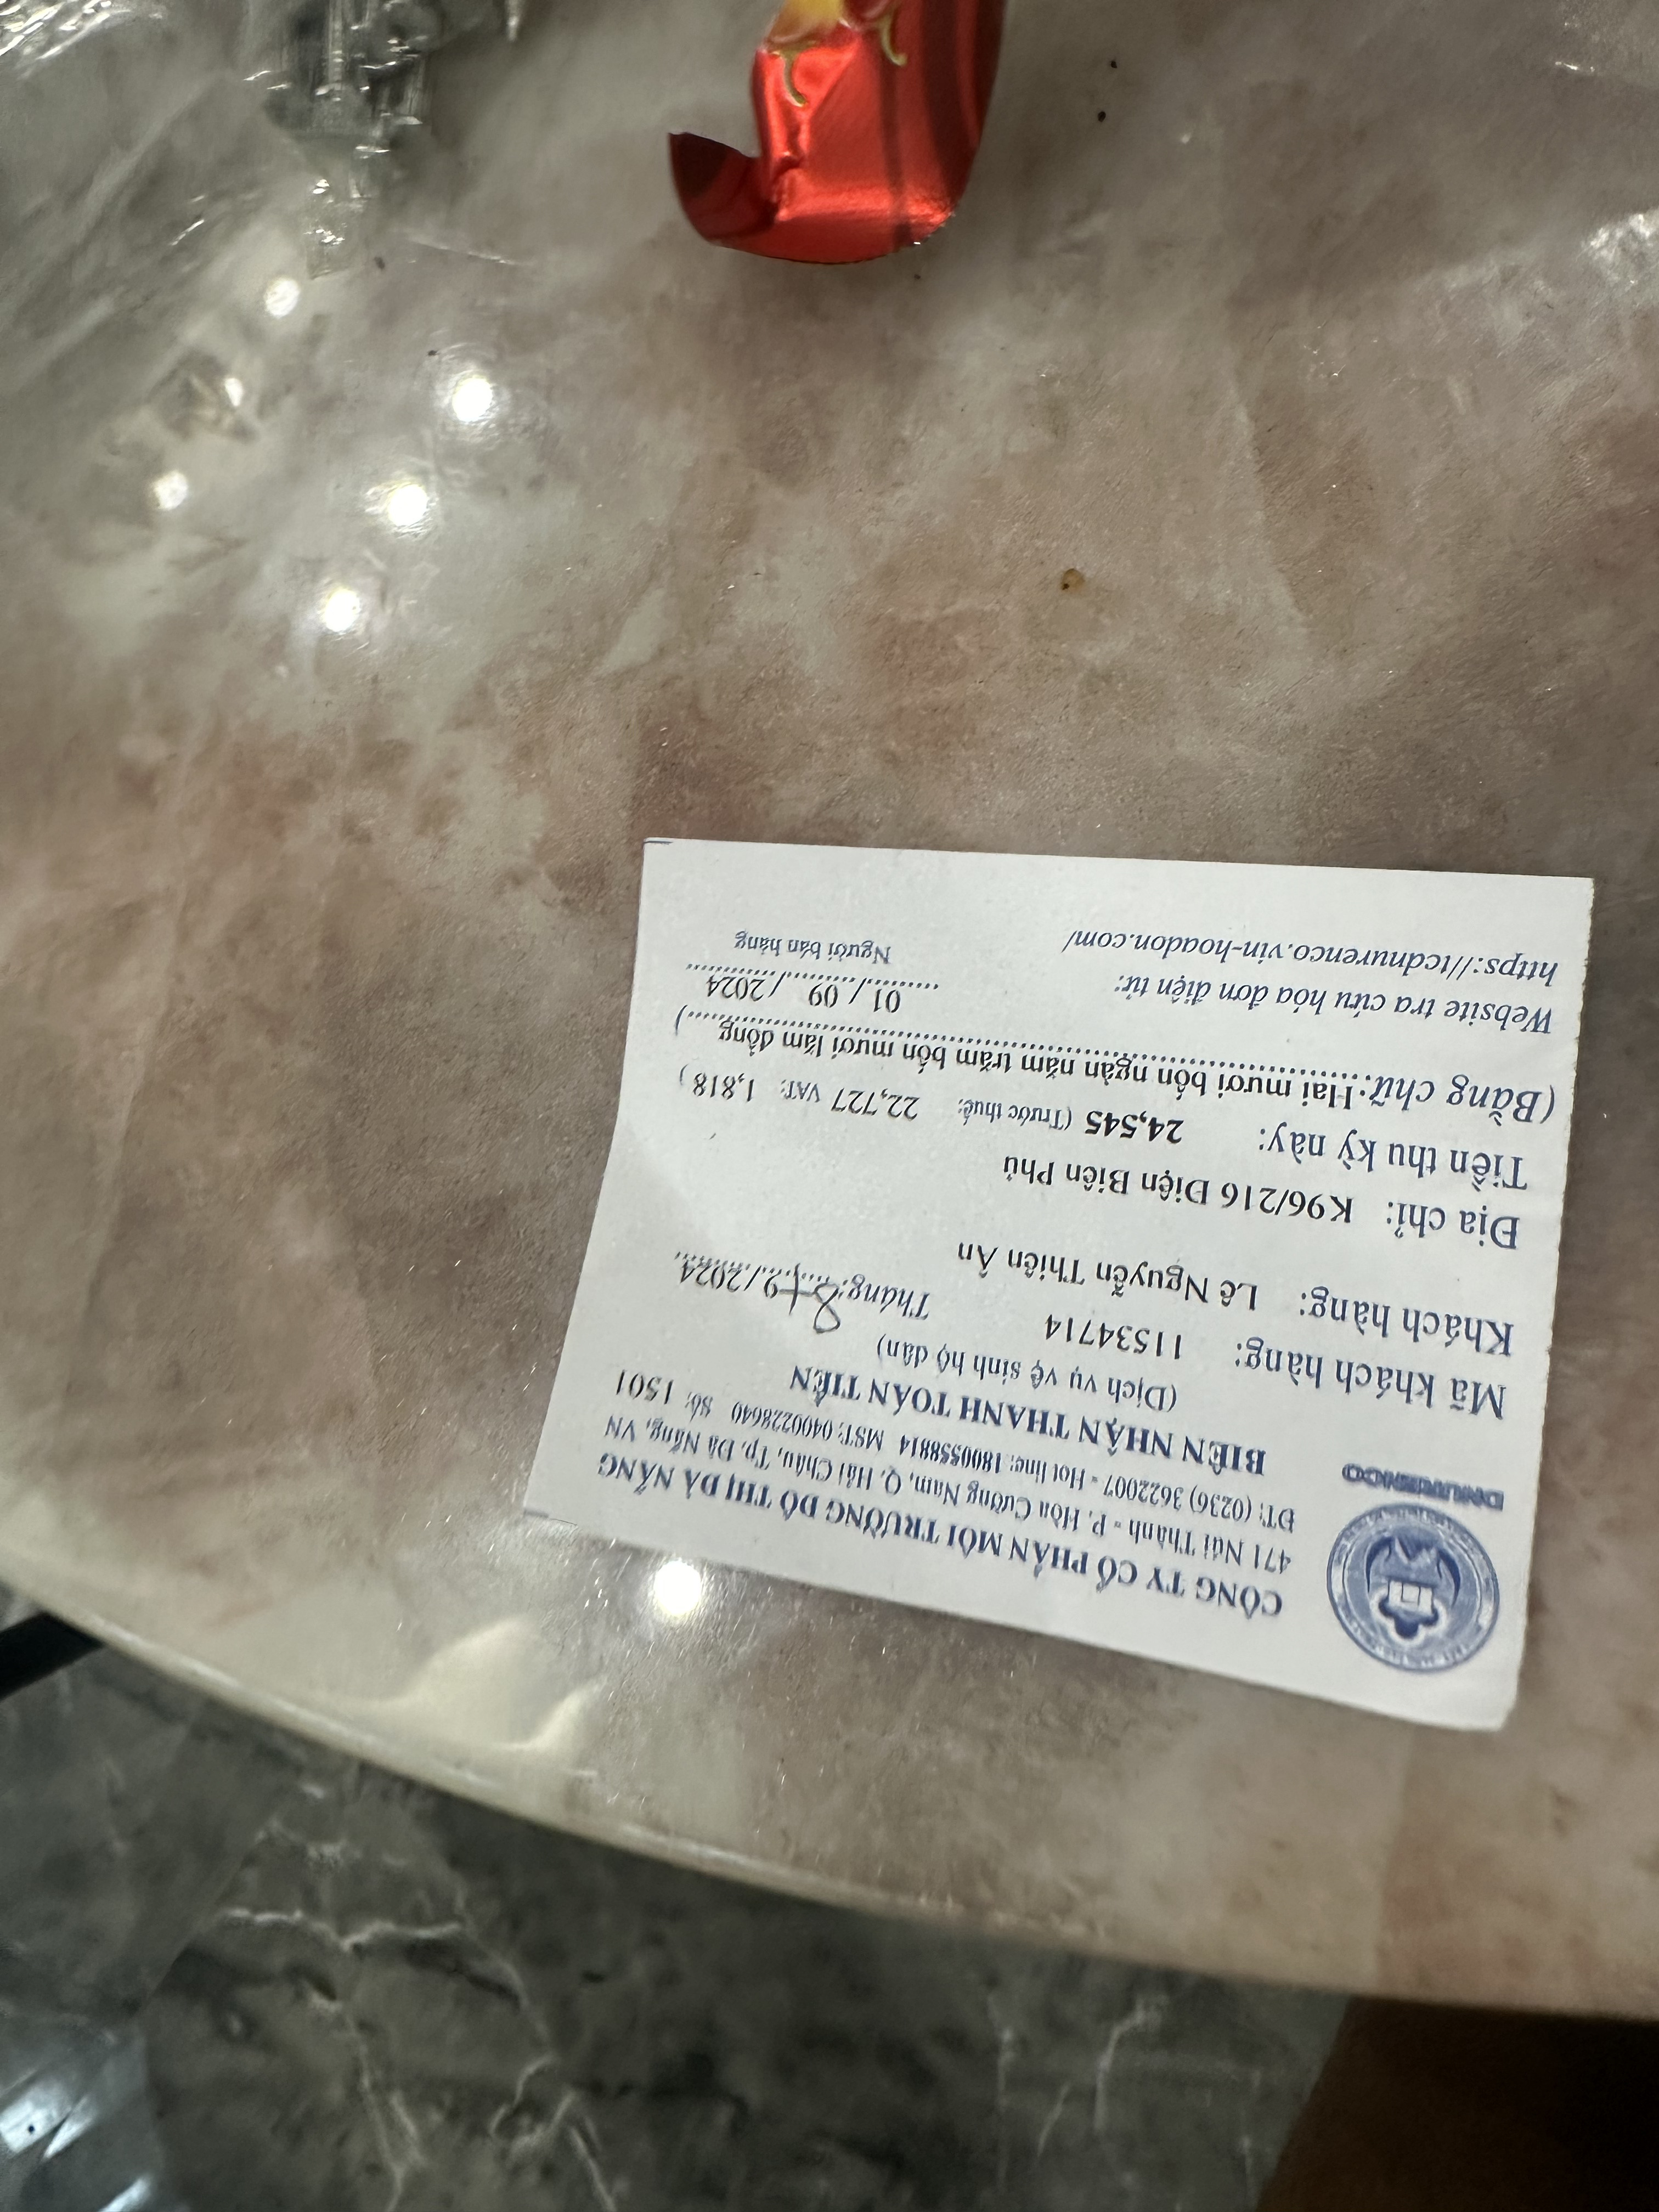 DNURENCO
CÔNG TY CỔ PHẦN MÔI TRƯỜNG ĐÔ THỊ ĐÀ NẴNG
471 Núi Thành - P. Hòa Cường Nam, Q. Hải Châu, Tp. Đà Nẵng, VN
ĐT: (0236) 3622007 - Hot line: 1800558814 MST: 0400228640 Số: 1501
BIÊN NHẬN THANH TOÁN TIỀN
(Dịch vụ vệ sinh hộ dân)
Mã khách hàng: 11534714 Tháng: 8+9/2024
Khách hàng: Lê Nguyễn Thiên Ân
Địa chỉ: K96/216 Điện Biên Phủ
Tiền thu kỳ này: 24,545 (Trước thuế: 22,727 VAT: 1,818)
(Bằng chữ: Hai mươi bốn ngàn năm trăm bốn mươi lăm đồng)
Website tra cứu hóa đơn điện tử: 01/09/2024
https://tcdnurenco.vin-hoadon.com/ Người bán hàng